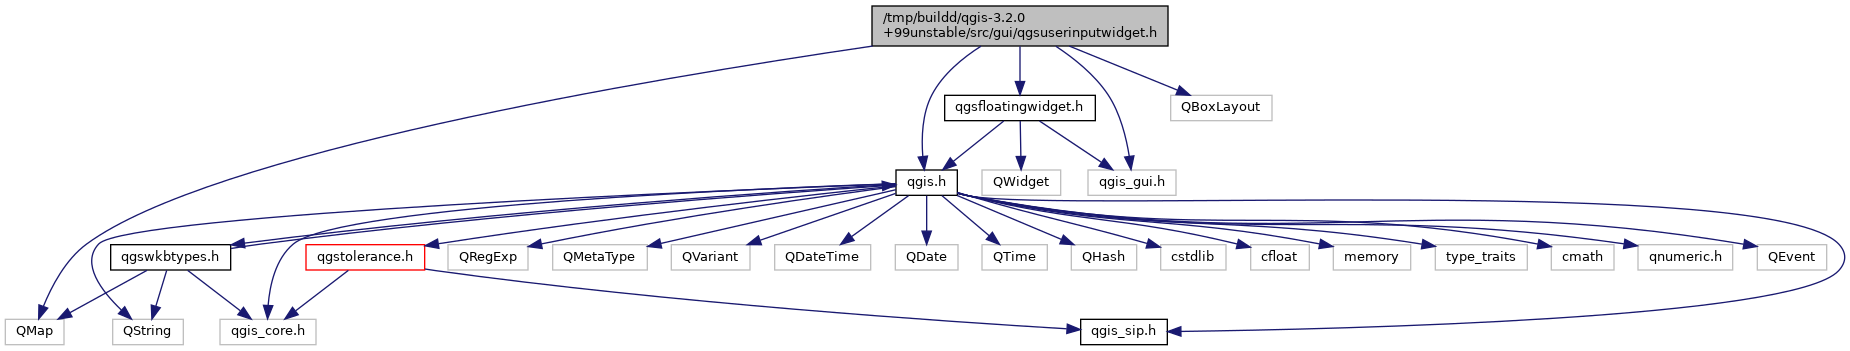 /tmp/buildd/qgis-3.2.0
+99unstable/src/gui/qgsuserinputwidget.h
qgsfloatingwidget.h
QBoxLayout
qgis.h
QWidget
qgis_gui.h
qgswkbtypes.h
qgstolerance.h
QRegExp
QMetaType
QVariant
QDateTime
QDate
QTime
QHash
cstdlib
cfloat
memory
type_traits
cmath
qnumeric.h
QEvent
QMap
QString
qgis_core.h
qgis_sip.h